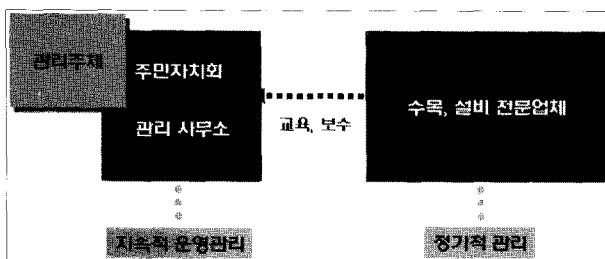 관리주체
주민자치회
관리 사무소
교육, 보수
수목, 설비 전문업체
지속적 운영관리
정기적 관리